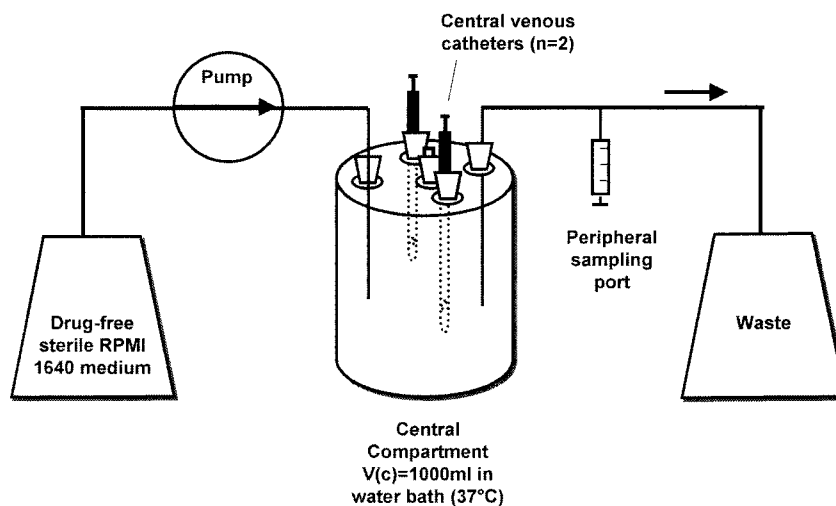 Central venous
catheters (n=2)
Pump
Peripheral
sampling
port
Drug-free
sterile RPMI
1640 medium
Waste
Central
Compartment
V(c)=1000ml in
water bath (37°C)